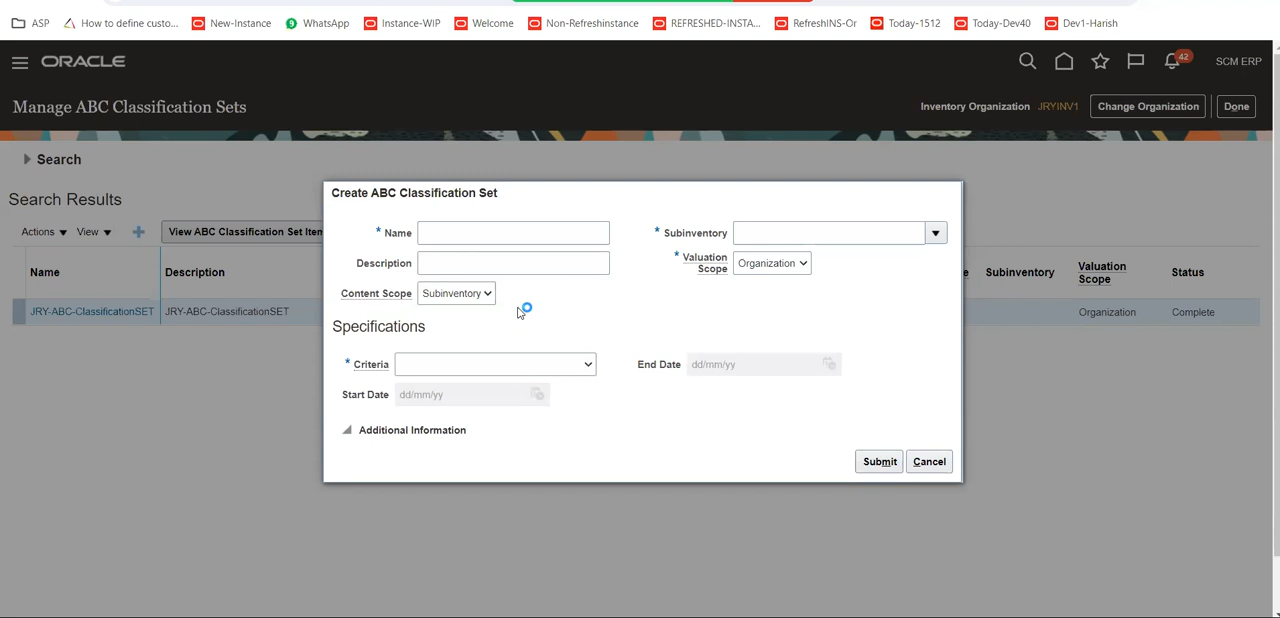 ASP
How to define custo...
New-Instance
WhatsApp
Instance-WIP
Welcome
Non-Refreshinstance
REFRESHED-INSTA...
RefreshINS-Or
Today-1512
Today-Dev40
Dev1-Harish
ORACLE
42
SCM ERP
Manage ABC Classification Sets
Inventory Organization JRYINV1
Change Organization
Done
Search
Search Results
Actions
View
View ABC Classification Set Item
Name
Description
Subinventory
Valuation Scope
Status
JRY-ABC-ClassificationSET
JRY-ABC-ClassificationSET
Organization
Complete
Create ABC Classification Set
* Name
* Subinventory
Description
* Valuation Scope
Organization
Content Scope
Subinventory
Specifications
* Criteria
End Date
dd/mm/yy
Start Date
dd/mm/yy
Additional Information
Submit
Cancel